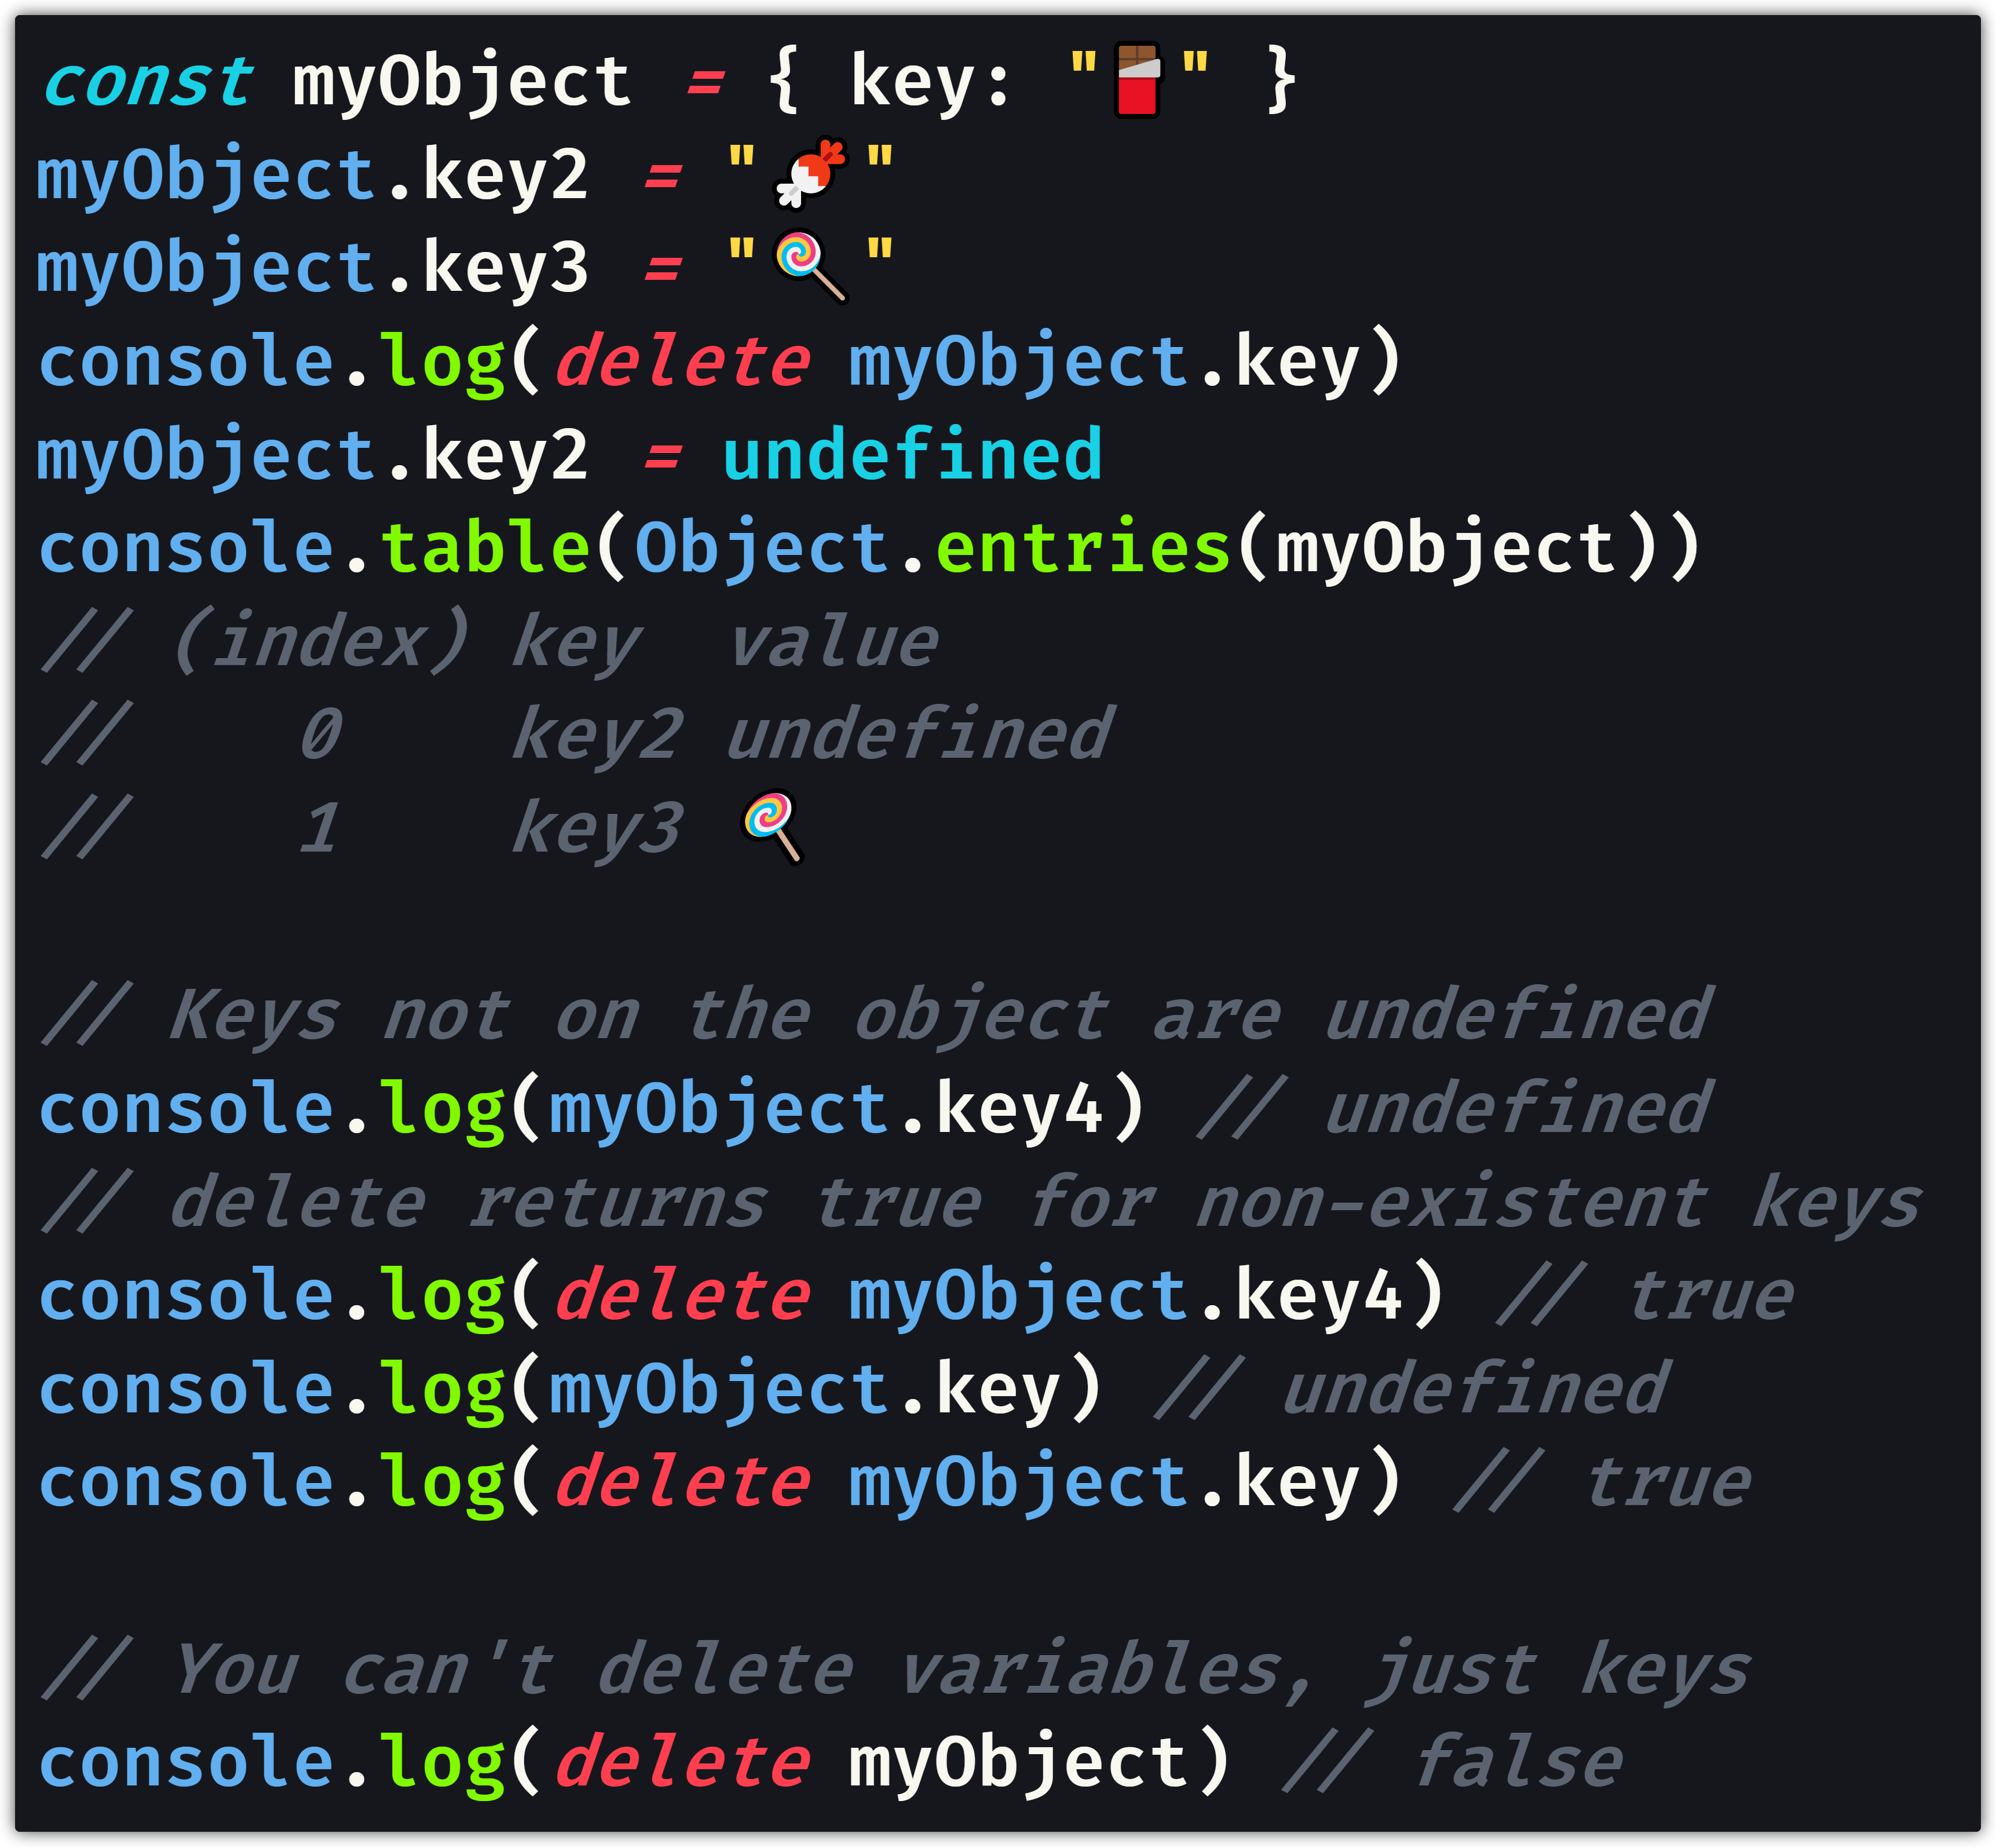 const myObject = { key: "🍫" }
myObject.key2 = "🍬"
myObject.key3 = "🍭"
console.log(delete myObject.key)
myObject.key2 = undefined
console.table(Object.entries(myObject))
// (index) key  value
//    0    key2 undefined
//    1    key3 🍭
// Keys not on the object are undefined
console.log(myObject.key4) // undefined
// delete returns true for non-existent keys
console.log(delete myObject.key4) // true
console.log(myObject.key) // undefined
console.log(delete myObject.key) // true
// You can't delete variables, just keys
console.log(delete myObject) // false